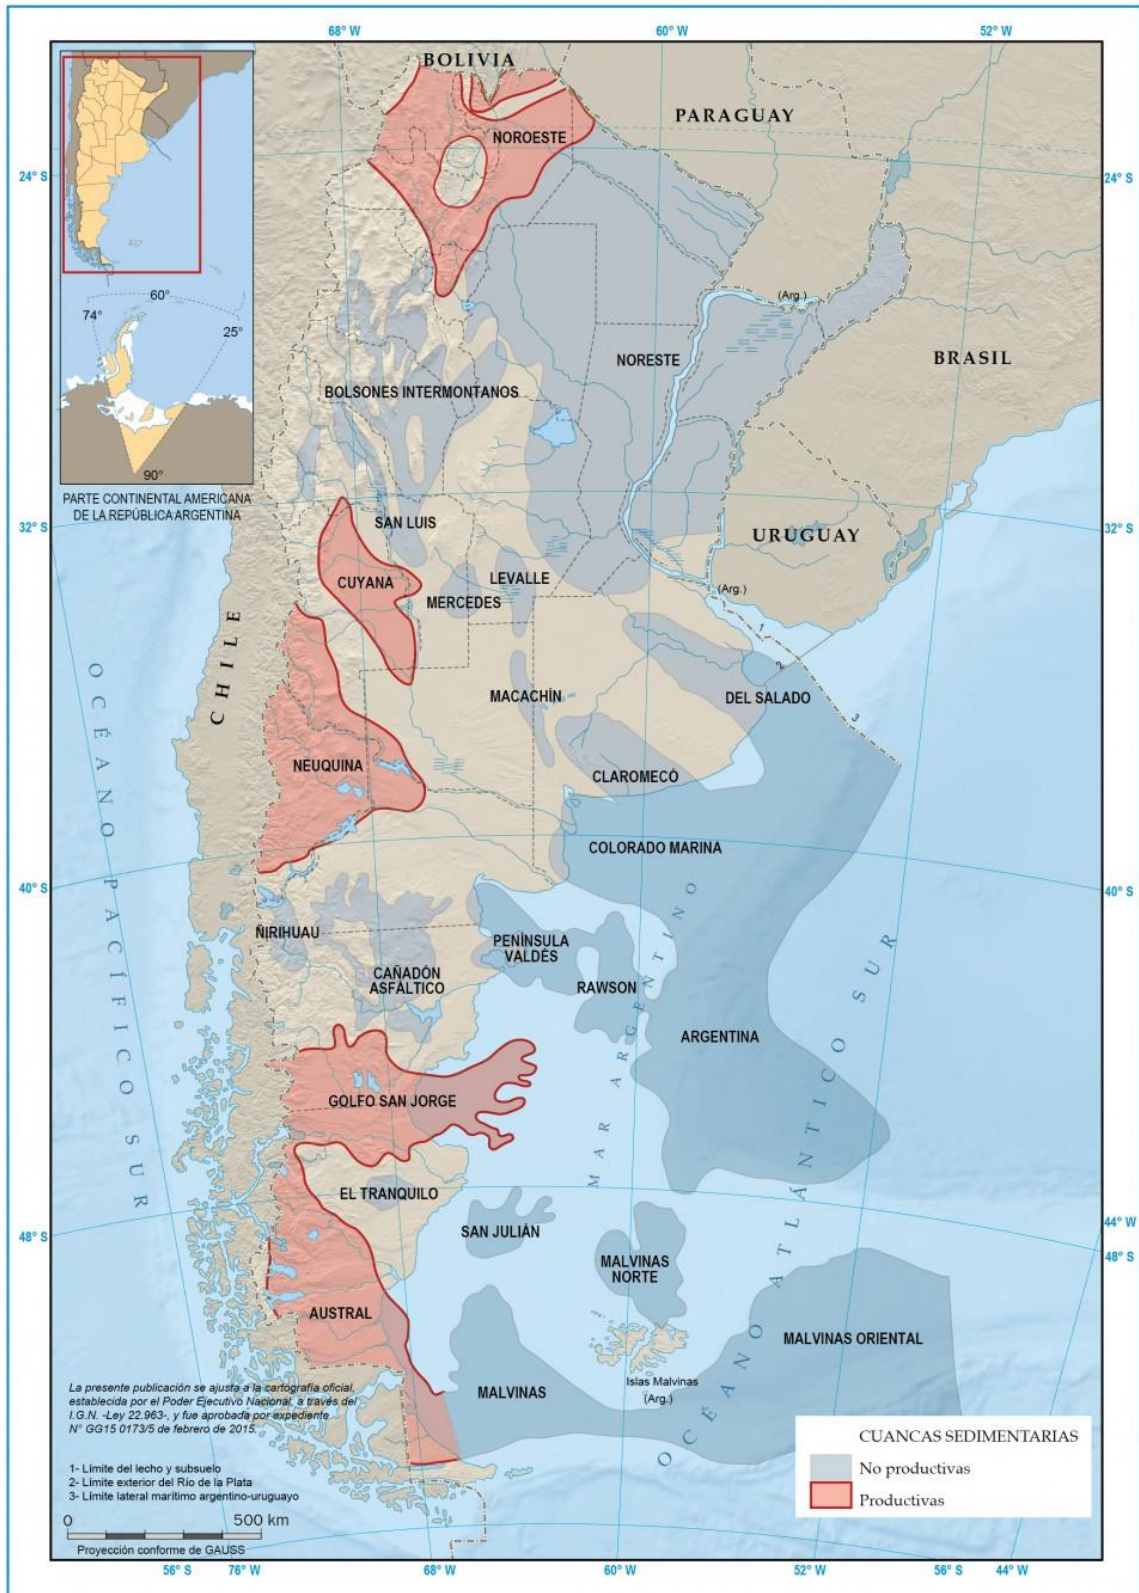 68° W
60° W
52° W
BOLIVIA
PARAGUAY
NOROESTE
24° S
24° S
60°
74°
25°
90°
PARTE CONTINENTAL AMERICANA
DE LA REPÚBLICA ARGENTINA
(Arg.)
NORESTE
BRASIL
BOLSONES INTERMONTANOS
32° S
32° S
SAN LUIS
URUGUAY
CUYANA
LEVALLE
MERCEDES
(Arg.)
1
2
3
CHILE
MACACHÍN
DEL SALADO
NEUQUINA
CLAROMECÓ
COLORADO MARINA
40° S
40° S
OCÉANO PACÍFICO SUR
ÑIRIHUAU
PENÍNSULA
VALDÉS
CAÑADÓN
ASFÁLTICO
RAWSON
ARGENTINA
MAR ARGENTINO
OCÉANO ATLÁNTICO SUR
GOLFO SAN JORGE
EL TRANQUILO
SAN JULIÁN
44° W
48° S
48° S
MALVINAS
NORTE
AUSTRAL
MALVINAS ORIENTAL
MALVINAS
Islas Malvinas
(Arg.)
La presente publicación se ajusta a la cartografía oficial,
establecida por el Poder Ejecutivo Nacional, a través del
I.G.N. -Ley 22.963-, y fue aprobada por expediente
N° GG15 0173/5 de febrero de 2015.
1- Límite del lecho y subsuelo
2- Límite exterior del Río de la Plata
3- Límite lateral marítimo argentino-uruguayo
0 500 km
Proyección conforme de GAUSS
CUANCAS SEDIMENTARIAS
No productivas
Productivas
56° S
76° W
68° W
60° W
52° W
56° S
44° W